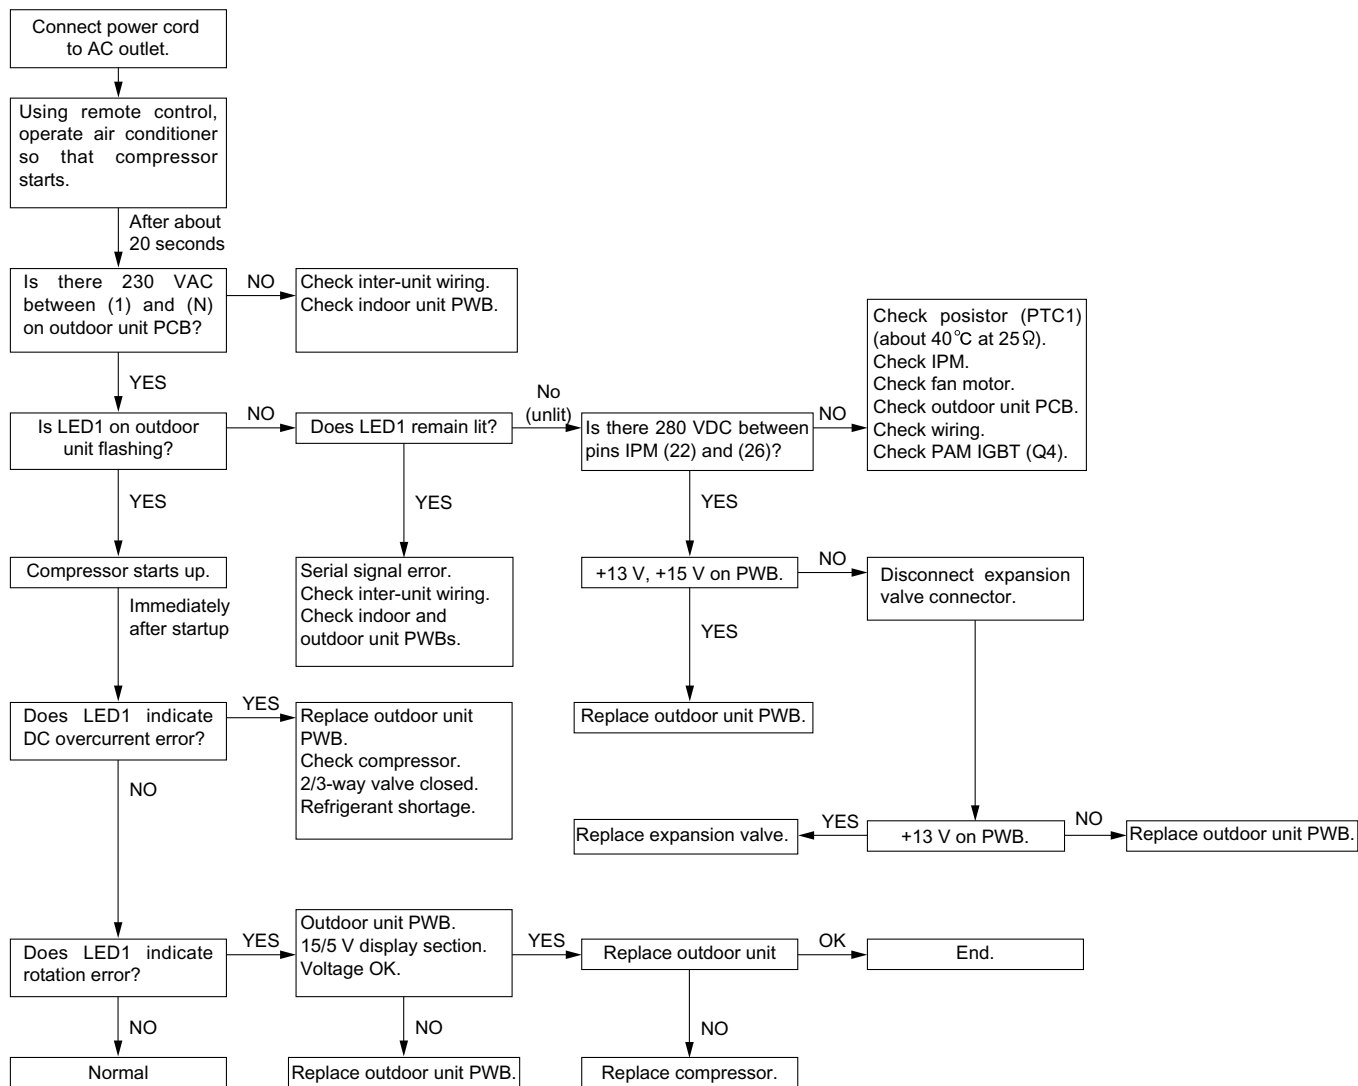 Connect power cord
to AC outlet.
Using remote control,
operate air conditioner
so that compressor
starts.
After about
20 seconds
Is there 230 VAC
between (1) and (N)
on outdoor unit PCB?
NO
Check inter-unit wiring.
Check indoor unit PWB.
YES
Is LED1 on outdoor
unit flashing?
NO
Does LED1 remain lit?
No
(unlit)
Is there 280 VDC between
pins IPM (22) and (26)?
NO
Check posistor (PTC1)
(about 40℃ at 25Ω).
Check IPM.
Check fan motor.
Check outdoor unit PCB.
Check wiring.
Check PAM IGBT (Q4).
YES
YES
YES
Compressor starts up.
Serial signal error.
Check inter-unit wiring.
Check indoor and
outdoor unit PWBs.
+13 V, +15 V on PWB.
NO
Disconnect expansion
valve connector.
Immediately
after startup
YES
Does LED1 indicate
DC overcurrent error?
YES
Replace outdoor unit
PWB.
Check compressor.
2/3-way valve closed.
Refrigerant shortage.
Replace outdoor unit PWB.
NO
Replace expansion valve.
YES
+13 V on PWB.
NO
Replace outdoor unit PWB.
Does LED1 indicate
rotation error?
YES
Outdoor unit PWB.
15/5 V display section.
Voltage OK.
YES
Replace outdoor unit
OK
End.
NO
NO
NO
Normal
Replace outdoor unit PWB.
Replace compressor.